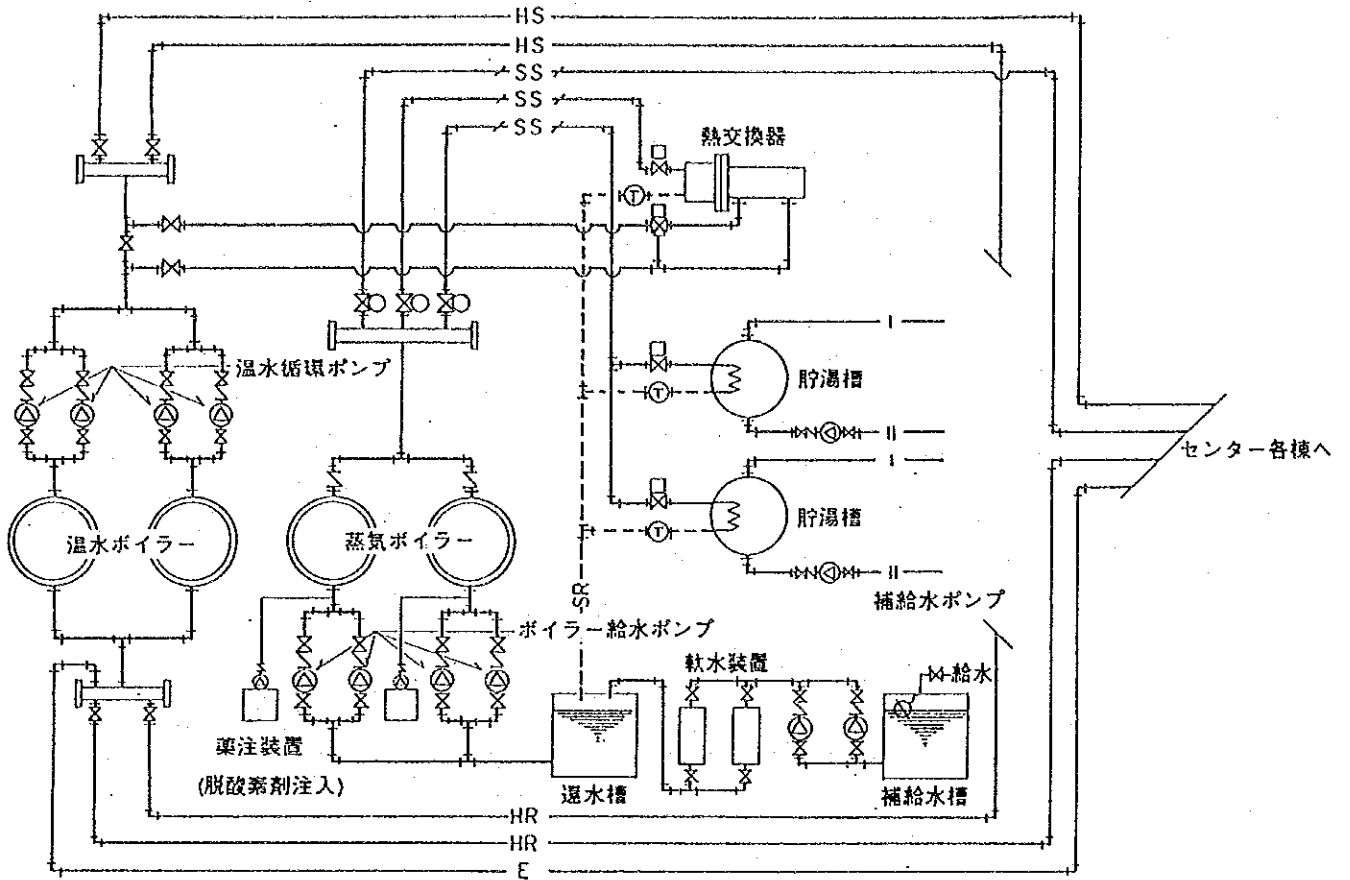 HS
HS
SS
SS
SS
熱交換器
T
温水循環ポンプ
貯湯槽
T
I
II
センター各棟へ
I
温水ボイラー
蒸気ボイラー
貯湯槽
T
II
SR
補給水ポンプ
ボイラー給水ポンプ
軟水装置
給水
薬注装置
(脱酸素剤注入)
還水槽
補給水槽
HR
HR
E